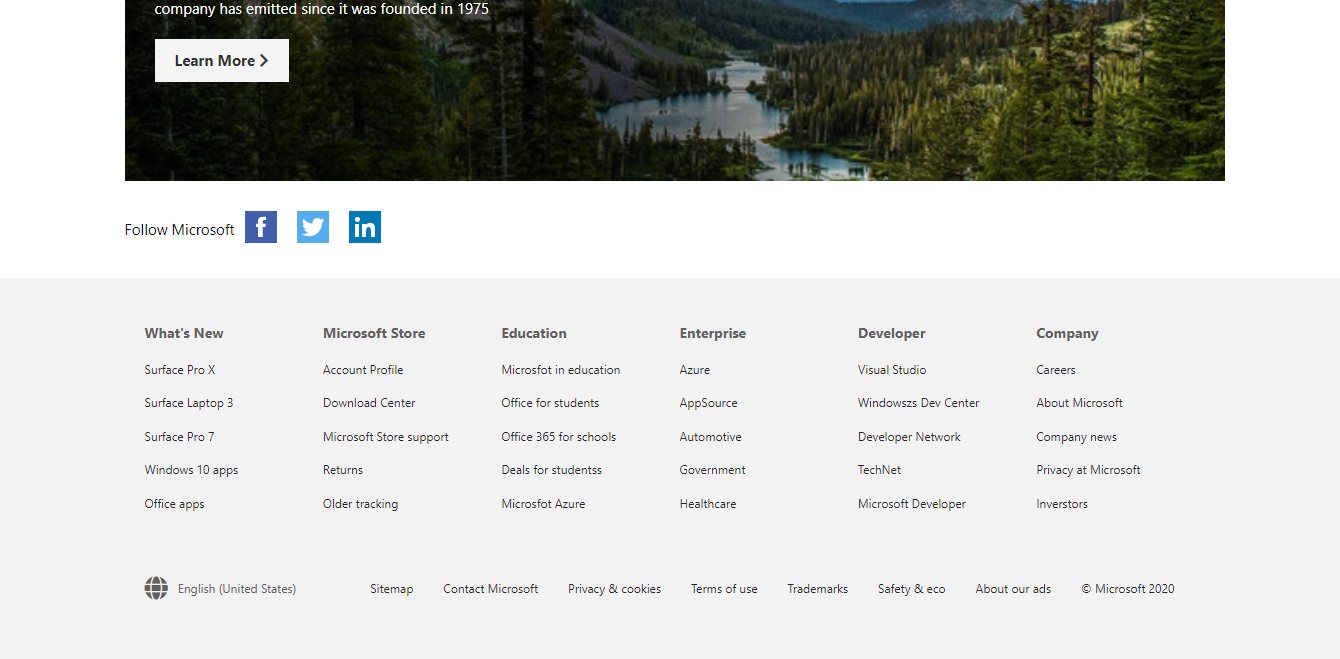 company has emitted since it was founded in 1975
Learn More
Follow Microsoft
What's New
Surface Pro X
Surface Laptop 3
Surface Pro 7
Windows 10 apps
Office apps
Microsoft Store
Account Profile
Download Center
Microsoft Store support
Returns
Older tracking
Education
Microsfot in education
Office for students
Office 365 for schools
Deals for studentss
Microsfot Azure
Enterprise
Azure
AppSource
Automotive
Government
Healthcare
Developer
Visual Studio
Windowszs Dev Center
Developer Network
TechNet
Microsoft Developer
Company
Careers
About Microsoft
Company news
Privacy at Microsoft
Inverstors
English (United States)
Sitemap
Contact Microsoft
Privacy & cookies
Terms of use
Trademarks
Safety & eco
About our ads
© Microsoft 2020